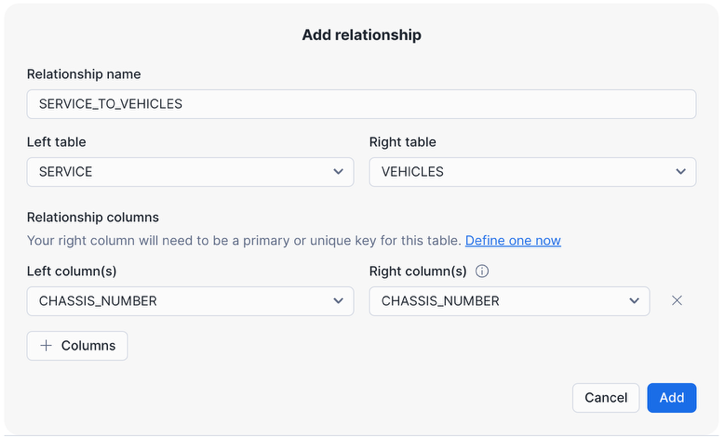 Add relationship
Relationship name
SERVICE_TO_VEHICLES
Left table Right table
SERVICE VEHICLES
Relationship columns
Your right column will need to be a primary or unique key for this table. Define one now
Left column(s) Right column(s)
CHASSIS_NUMBER CHASSIS_NUMBER
+ Columns
Cancel Add